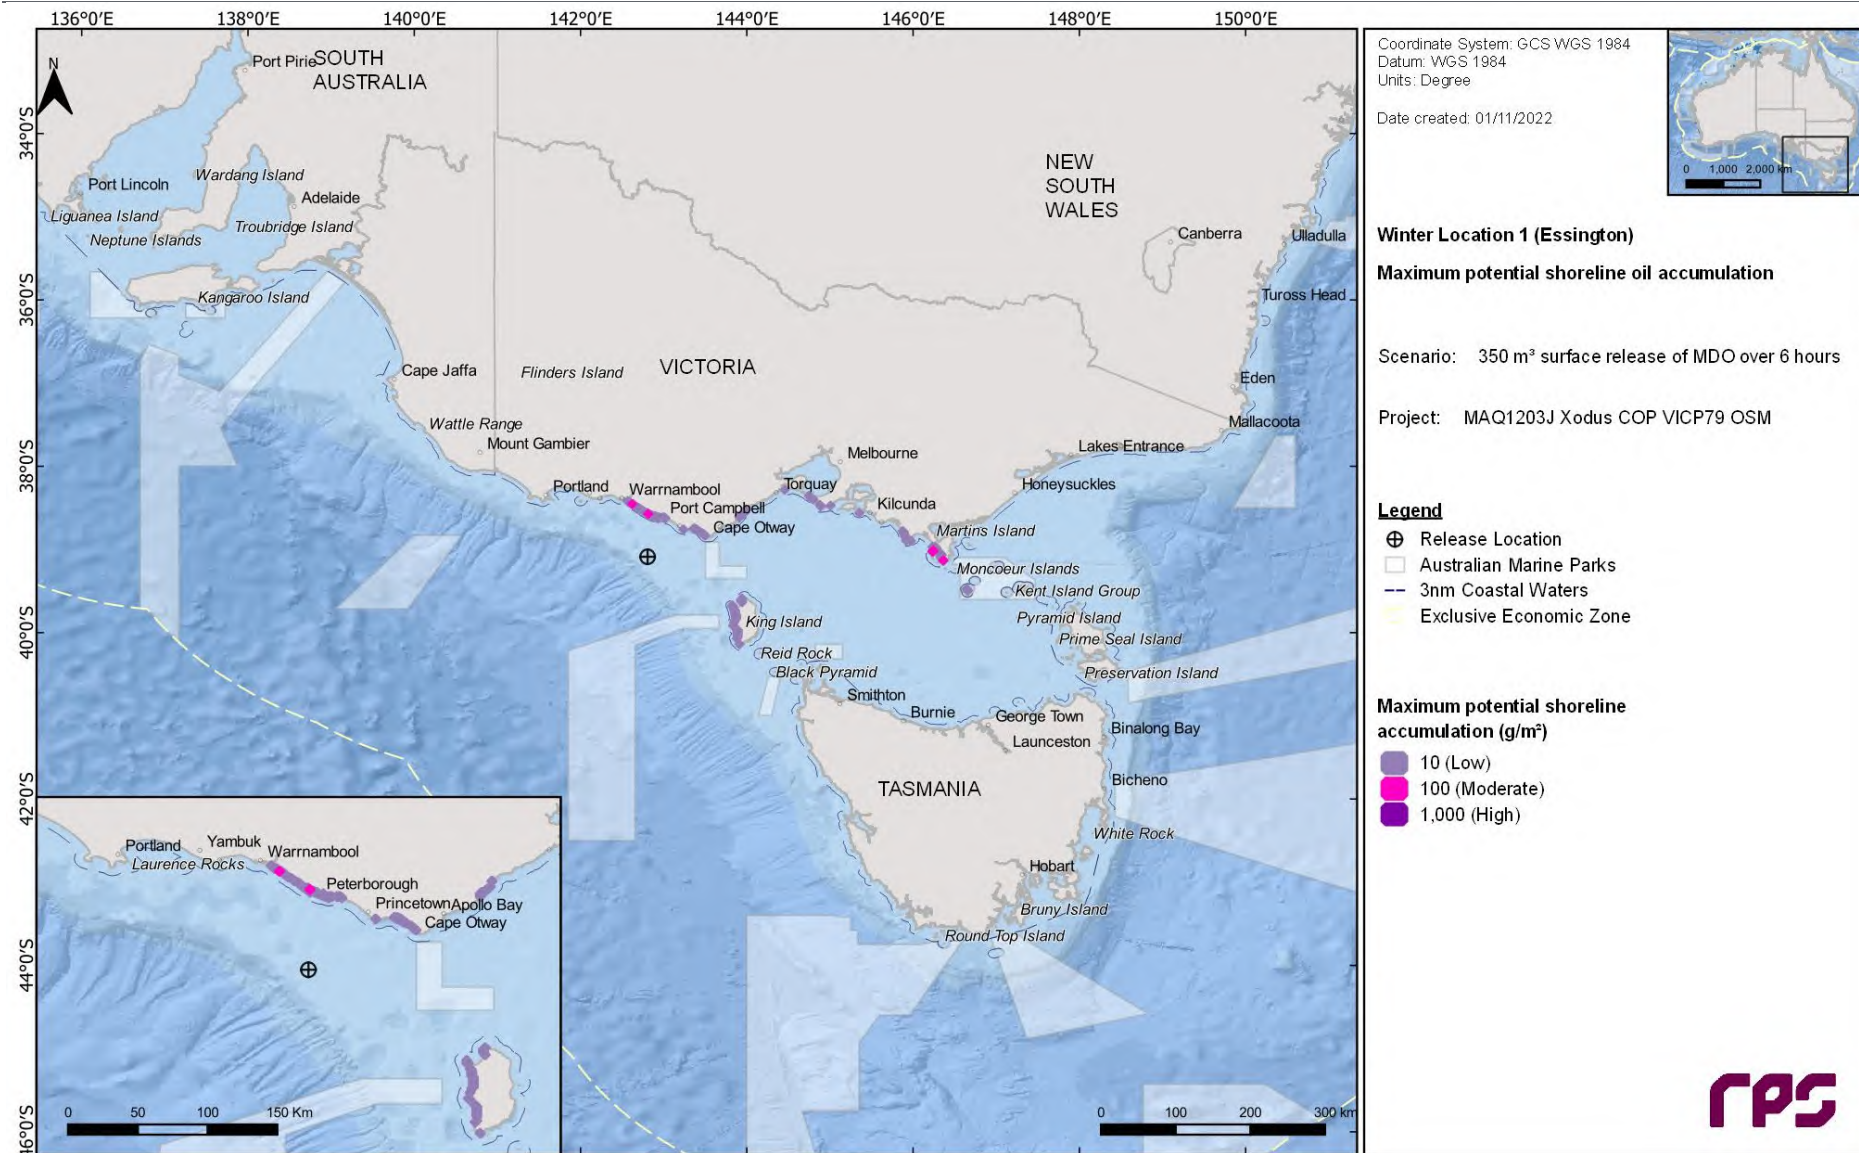 136°0'E 138°0'E 140°0'E 142°0'E 144°0'E 146°0'E 148°0'E 150°0'E
34°0'S
36°0'S
38°0'S
40°0'S
42°0'S
44°0'S
46°0'S
N
Port Pirie
SOUTH
AUSTRALIA
Port Lincoln
Wardang Island
Adelaide
Liguanea Island
Neptune Islands
Troubridge Island
Kangaroo Island
NEW
SOUTH
WALES
Canberra
Ulladulla
Tuross Head
Cape Jaffa
Flinders Island
VICTORIA
Eden
Wattle Range
Mount Gambier
Mallacoota
Melbourne
Lakes Entrance
Portland
Warrnambool
Torquay
Honeysuckles
Port Campbell
Kilcunda
Cape Otway
Martins Island
Moncoeur Islands
Kent Island Group
King Island
Pyramid Island
Prime Seal Island
Reid Rock
Black Pyramid
Preservation Island
Smithton
Burnie
George Town
Binalong Bay
Launceston
Bicheno
TASMANIA
White Rock
Hobart
Bruny Island
Round Top Island
0 100 200 300 km
Portland
Yambuk
Warrnambool
Laurence Rocks
Peterborough
Princetown
Apollo Bay
Cape Otway
0 50 100 150 Km
Coordinate System: GCS WGS 1984
Datum: WGS 1984
Units: Degree
Date created: 01/11/2022
0 1,000 2,000 km
Winter Location 1 (Essington)
Maximum potential shoreline oil accumulation
Scenario: 350 m³ surface release of MDO over 6 hours
Project: MAQ1203J Xodus COP VICP79 OSM
Legend
Release Location
Australian Marine Parks
3nm Coastal Waters
Exclusive Economic Zone
Maximum potential shoreline
accumulation (g/m²)
10 (Low)
100 (Moderate)
1,000 (High)
rps